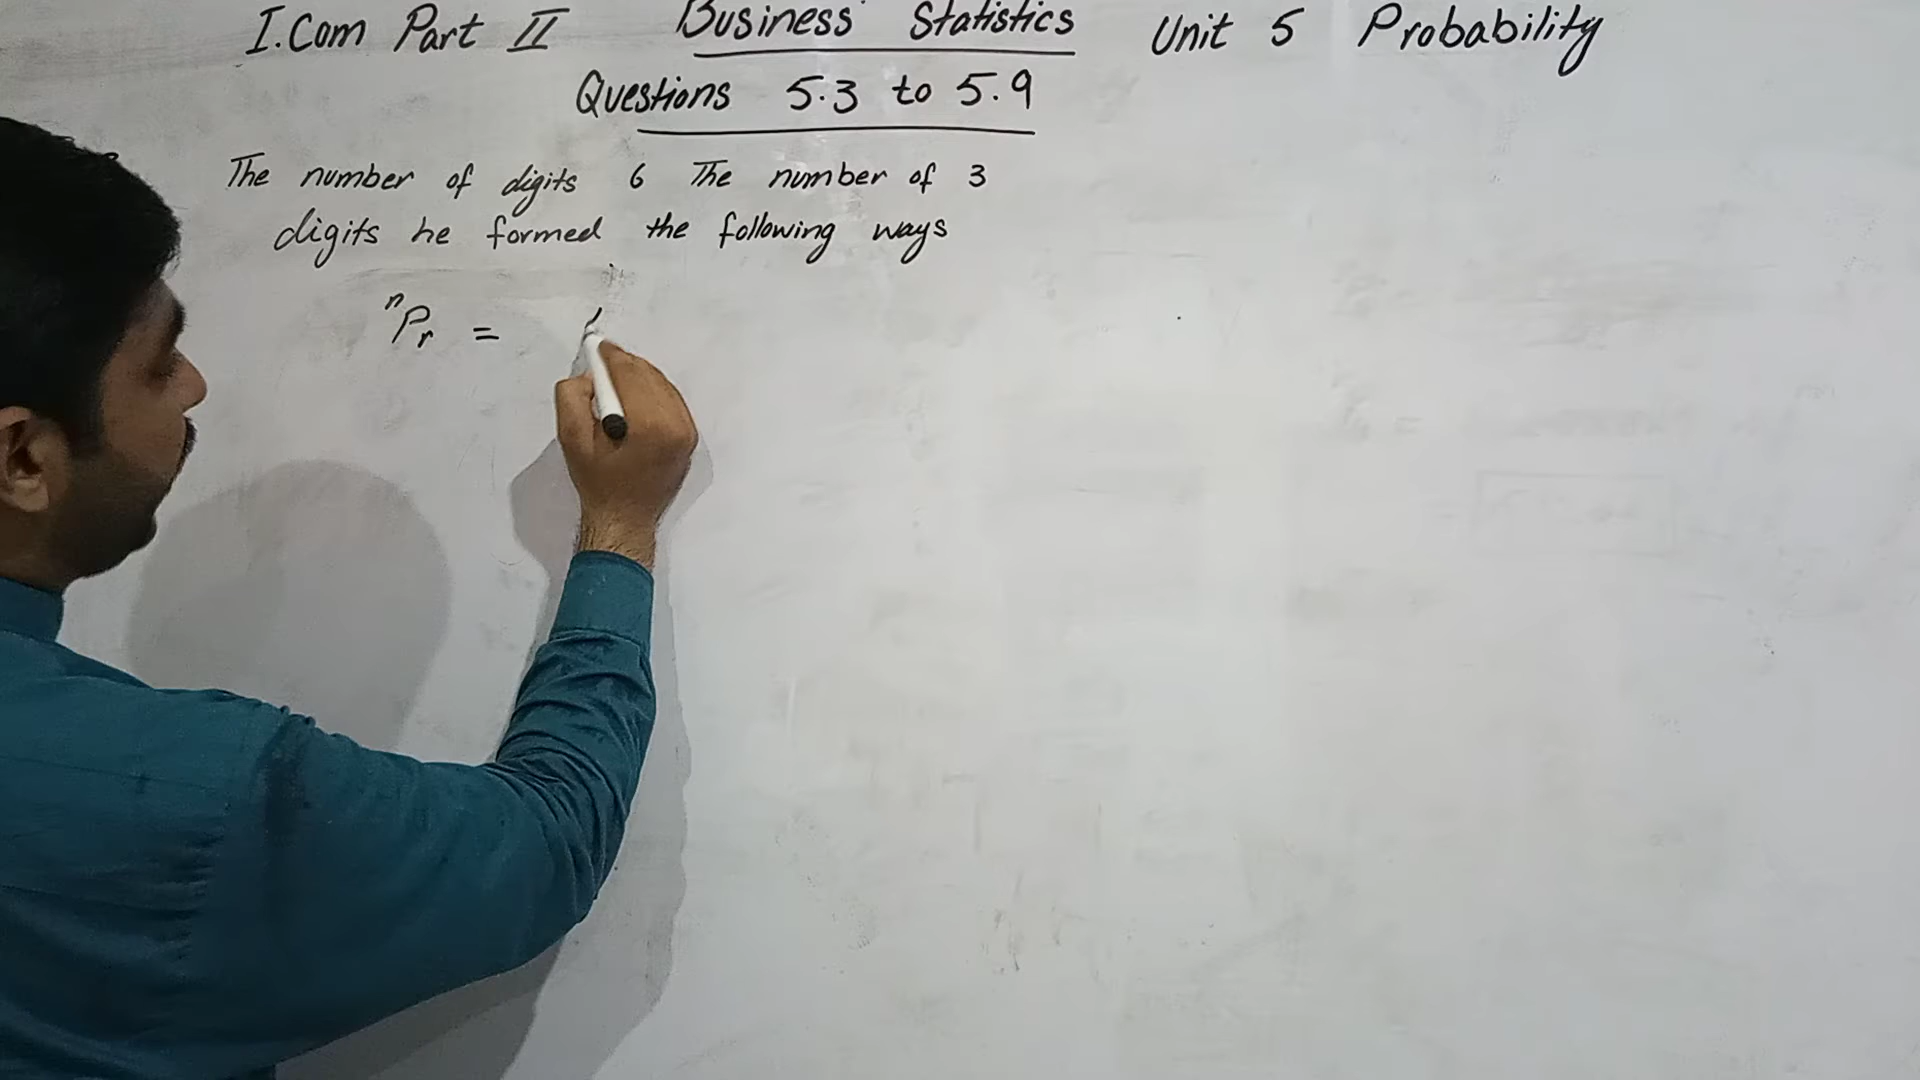 I.Com Part II Business Statistics Unit 5 Probability
Questions 5.3 to 5.9
The number of digits 6 The number of 3
digits he formed the following ways
nPr =